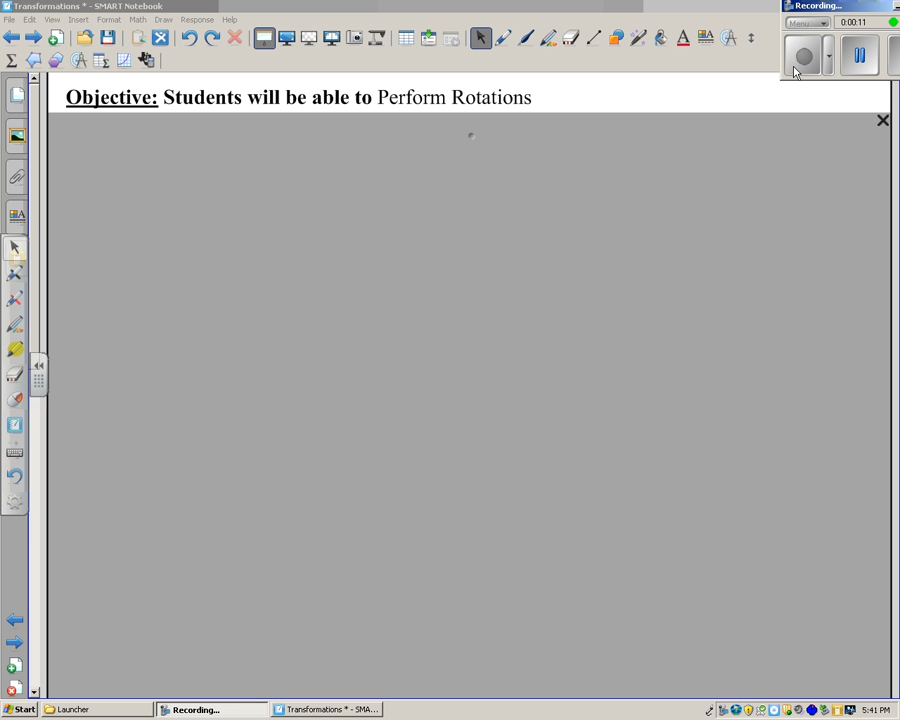 Transformations * - SMART Notebook
Recording...
File Edit View Insert Format Math Draw Response Help
Menu
0:00:11
Objective: Students will be able to Perform Rotations
Start
Launcher
Recording...
Transformations * - SMA...
5:41 PM